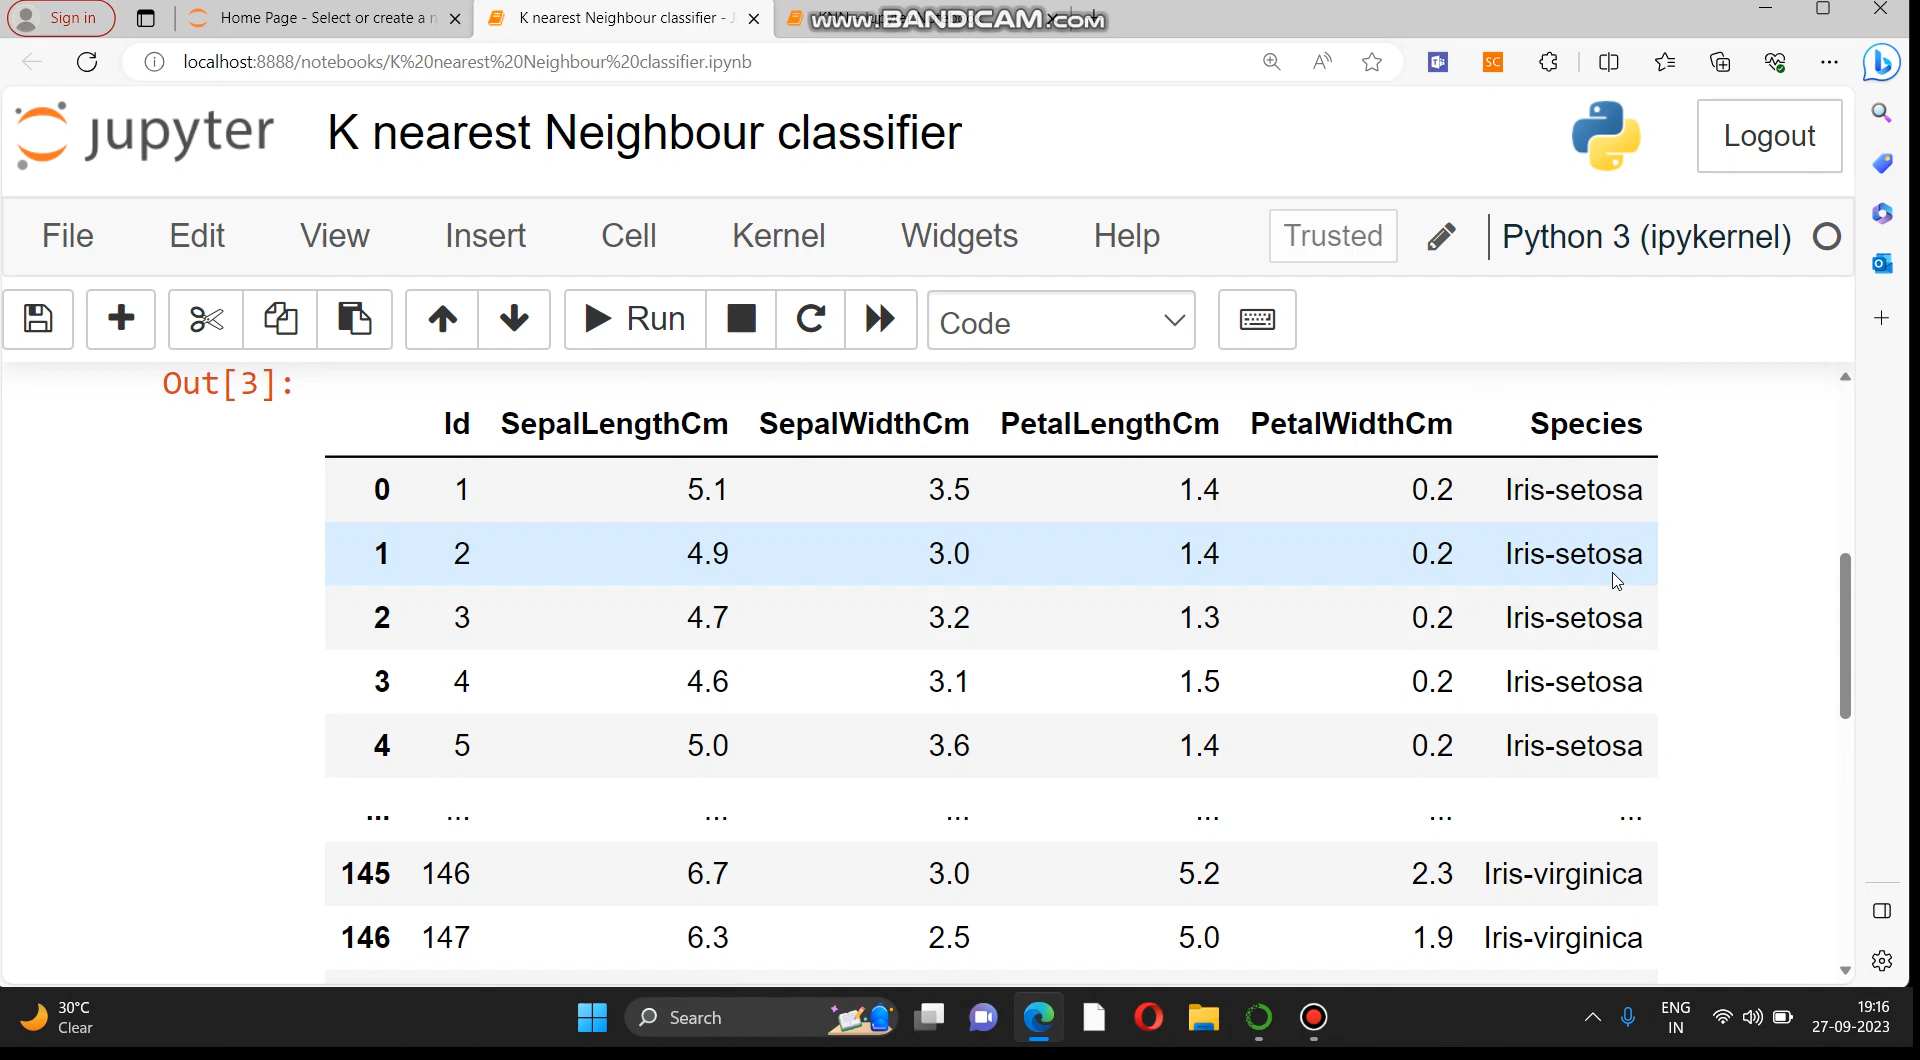 Sign in
Home Page - Select or create a n
K nearest Neighbour classifier - J
www.BANDICAM.com
localhost:8888/notebooks/K%20nearest%20Neighbour%20classifier.ipynb
SC
jupyter
K nearest Neighbour classifier
Logout
File Edit View Insert Cell Kernel Widgets Help Trusted Python 3 (ipykernel)
Run Code
Out[3]:
Id SepalLengthCm SepalWidthCm PetalLengthCm PetalWidthCm Species
0 1 5.1 3.5 1.4 0.2 Iris-setosa
1 2 4.9 3.0 1.4 0.2 Iris-setosa
2 3 4.7 3.2 1.3 0.2 Iris-setosa
3 4 4.6 3.1 1.5 0.2 Iris-setosa
4 5 5.0 3.6 1.4 0.2 Iris-setosa
... ... ... ... ... ... ...
145 146 6.7 3.0 5.2 2.3 Iris-virginica
146 147 6.3 2.5 5.0 1.9 Iris-virginica
30°C
Clear
Search
ENG
IN
19:16
27-09-2023